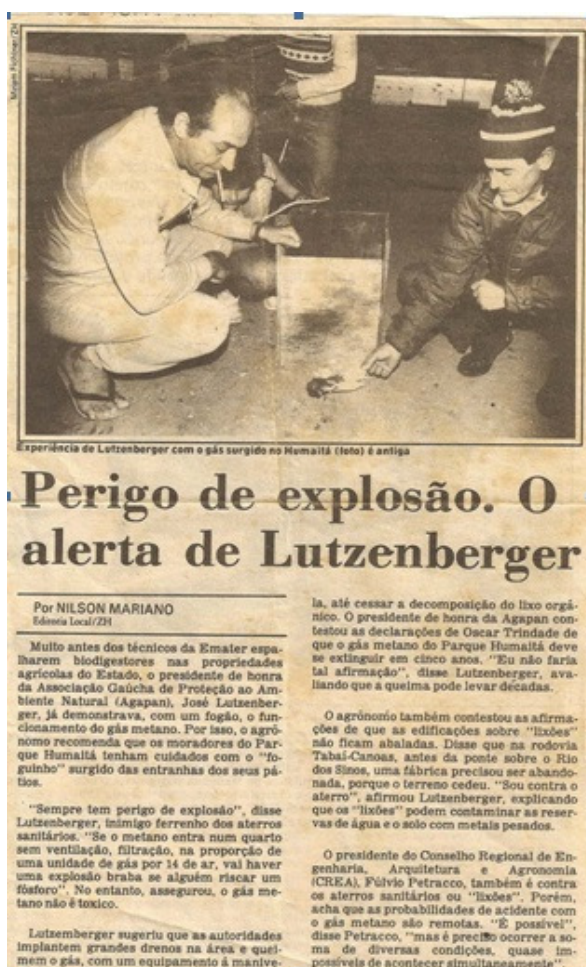 Experiência de Lutzenberger com o gás surgido no Humaitá (foto) é antiga
Perigo de explosão. O
alerta de Lutzenberger
Por NILSON MARIANO
Editoria Local/ZH
Muito antes dos técnicos da Emater espa-
lharem biodigestores nas propriedades
agrícolas do Estado, o presidente de honra
da Associação Gaúcha de Proteção ao Am-
biente Natural (Agapan), José Lutzenber-
ger, já demonstrava, com um fogão, o fun-
cionamento do gás metano. Por isso, o agrô-
nomo recomenda que os moradores do Par-
que Humaitá tenham cuidados com o "fo-
guinho" surgido das entranhas dos seus pá-
tios.
"Sempre tem perigo de explosão", disse
Lutzenberger, inimigo ferrenho dos aterros
sanitários. "Se o metano entra num quarto
sem ventilação, filtração, na proporção de
uma unidade de gás por 14 de ar, vai haver
uma explosão braba se alguém riscar um
fósforo". No entanto, assegurou, o gás me-
tano não é toxico.
Lutzemberger sugeriu que as autoridades
implantem grandes drenos na área e quei-
mem o gás, com um equipamento á manive-
la, até cessar a decomposição do lixo orgâ-
nico. O presidente de honra da Agapan con-
testou as declarações de Oscar Trindade de
que o gás metano do Parque Humaitá deve
se extinguir em cinco anos. "Eu não faria
tal afirmação", disse Lutzenberger, ava-
liando que a queima pode levar décadas.
O agrônomo também contestou as afirma-
ções de que as edificações sobre "lixões"
não ficam abaladas. Disse que na rodovia
Tabaí-Canoas, antes da ponte sobre o Rio
dos Sinos, uma fábrica precisou ser abando-
nada, porque o terreno cedeu. "Sou contra o
aterro", afirmou Lutzenberger, explicando
que os "lixões" podem contaminar as reser-
vas de água e o solo com metais pesados.
O presidente do Conselho Regional de En-
genharia, Arquitetura e Agronomia
(CREA), Fúlvio Petracco, também é contra
os aterros sanitários ou "lixões". Porém,
acha que as probabilidades de acidente com
o gás metano são remotas. "É possível",
disse Petracco, "mas é preciso ocorrer a so-
ma de diversas condições, quase im-
possíveis de acontecer simultaneamente"